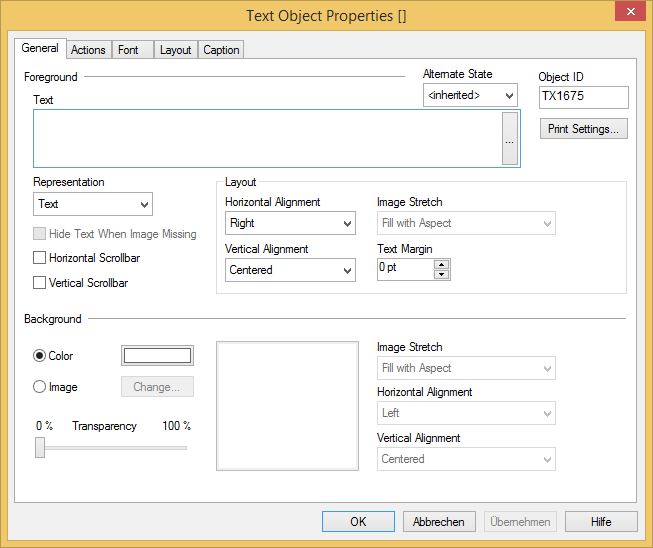 Text Object Properties []
General Actions Font Layout Caption
Foreground
Alternate State
<inherited>
Object ID
TX1675
Text
...
Print Settings...
Representation
Text
Hide Text When Image Missing
Horizontal Scrollbar
Vertical Scrollbar
Layout
Horizontal Alignment
Right
Image Stretch
Fill with Aspect
Vertical Alignment
Centered
Text Margin
0 pt
Background
Color
Image
Change...
0 % Transparency 100 %
Image Stretch
Fill with Aspect
Horizontal Alignment
Left
Vertical Alignment
Centered
OK Abbrechen Übernehmen Hilfe